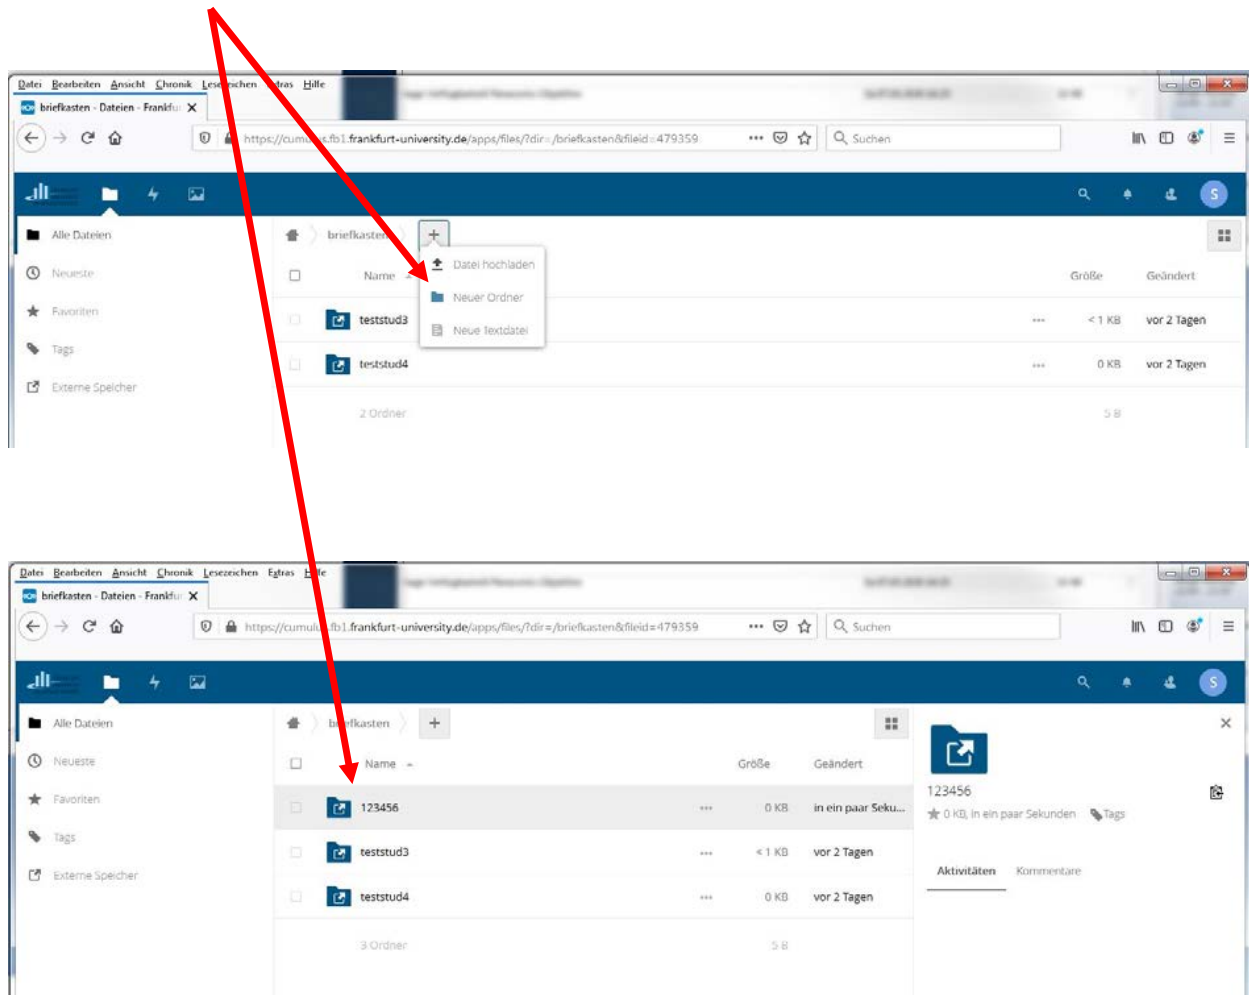 Datei Bearbeiten Ansicht Chronik Lesezeichen Extras Hilfe
briefkasten - Dateien - Frankfu
https://cumulus.fb1.frankfurt-university.de/apps/files/?dir=/briefkasten&fileid=479359
Suchen
S
Alle Dateien
briefkasten
+
Neueste
Datei hochladen
Name
Größe
Geändert
Favoriten
Neuer Ordner
teststud3
< 1 KB
vor 2 Tagen
Neue Textdatei
Tags
teststud4
0 KB
vor 2 Tagen
Externe Speicher
2 Ordner
5 B
Datei Bearbeiten Ansicht Chronik Lesezeichen Extras Hilfe
briefkasten - Dateien - Frankfu
https://cumulus.fb1.frankfurt-university.de/apps/files/?dir=/briefkasten&fileid=479359
Suchen
S
Alle Dateien
briefkasten
+
Neueste
Name
Größe
Geändert
Favoriten
123456
0 KB
in ein paar Seku...
123456
0 KB, in ein paar Sekunden
Tags
Tags
teststud3
< 1 KB
vor 2 Tagen
Aktivitäten
Kommentare
Externe Speicher
teststud4
0 KB
vor 2 Tagen
3 Ordner
5 B